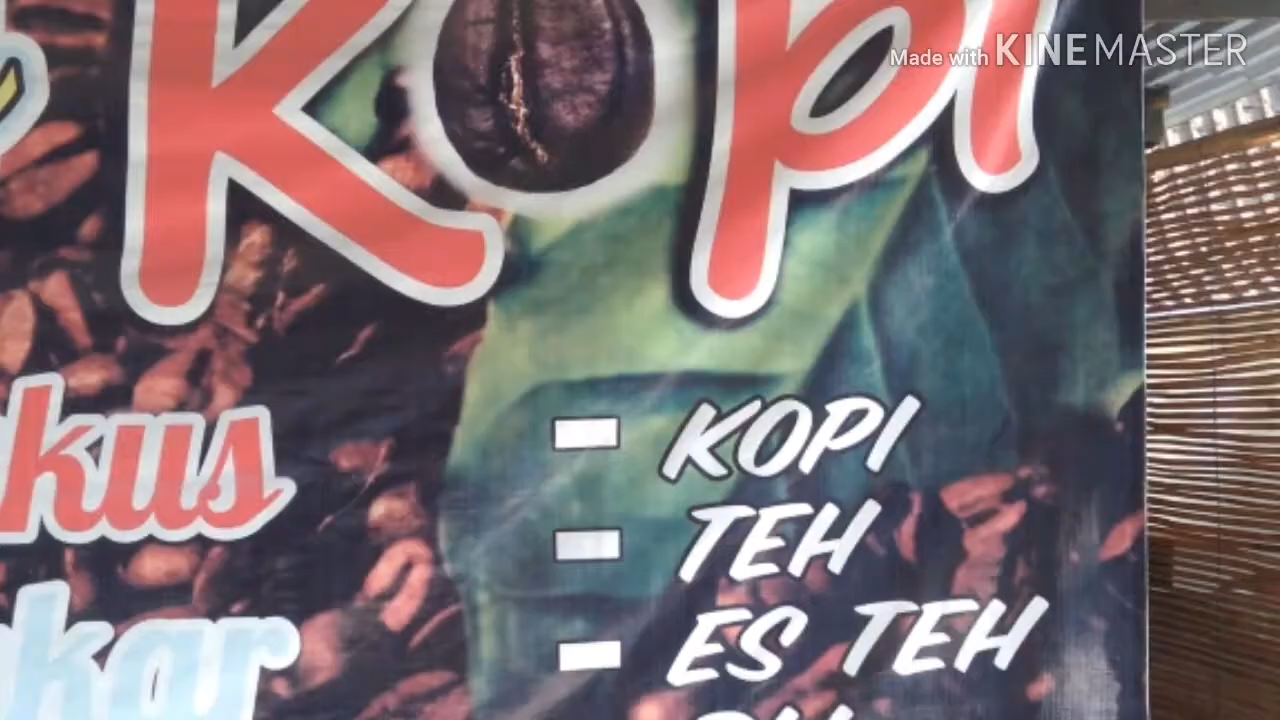 Made with KINEMASTER
Kopi
kus
KOPI
TEH
ES TEH
kar